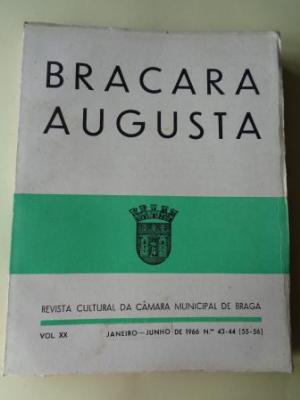 BRACARA
AUGUSTA
REVISTA CULTURAL DA CÂMARA MUNICIPAL DE BRAGA
VOL. XX JANEIRO—JUNHO DE 1966 N.ºs 43-44 (55-56)